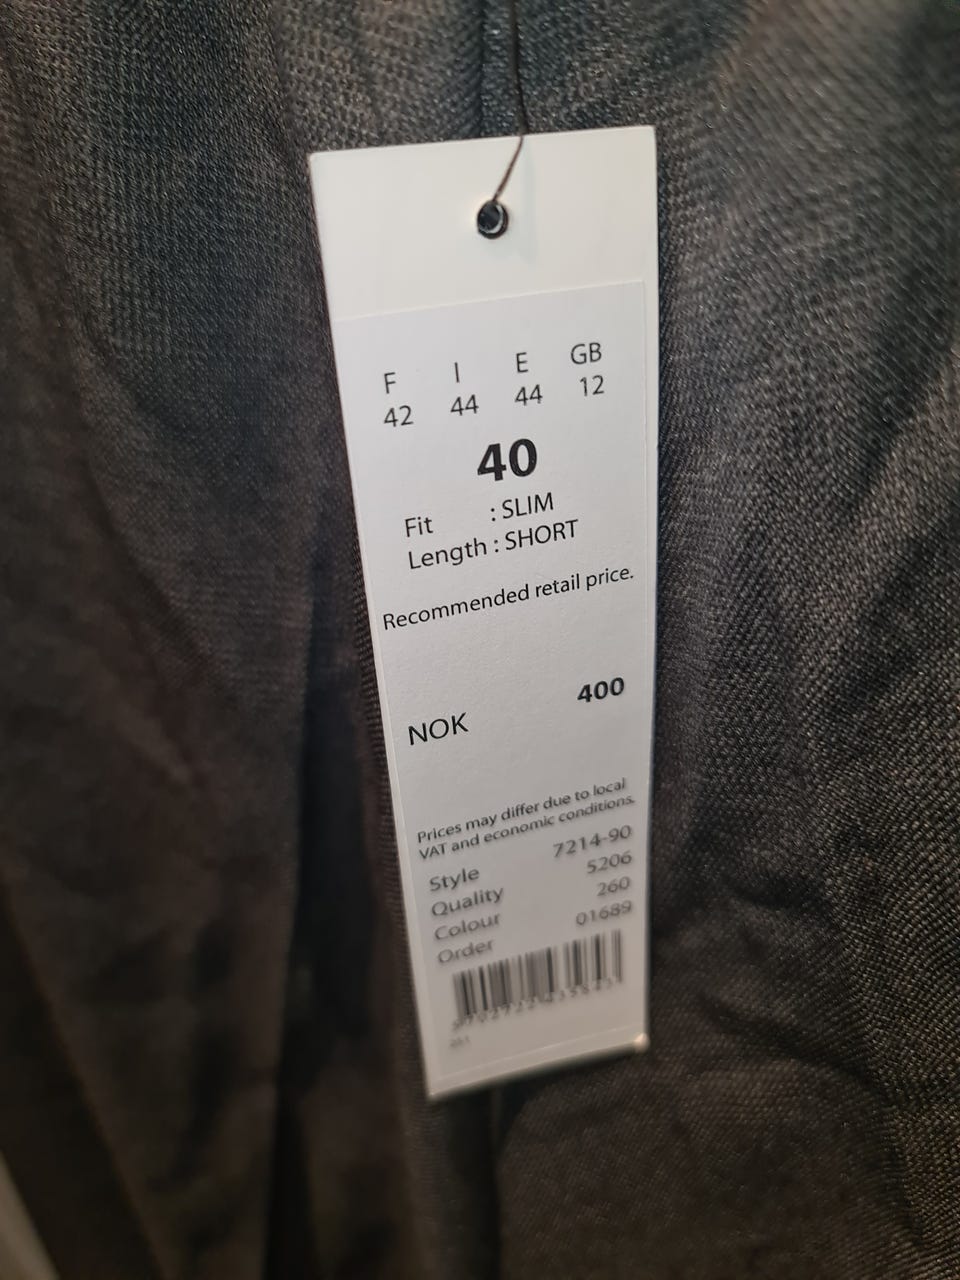 F I E GB
42 44 44 12
40
Fit : SLIM
Length : SHORT
Recommended retail price.
400
NOK
Prices may differ due to local
VAT and economic conditions.
Style 7214-90
Quality 5206
Colour 260
Order 01689